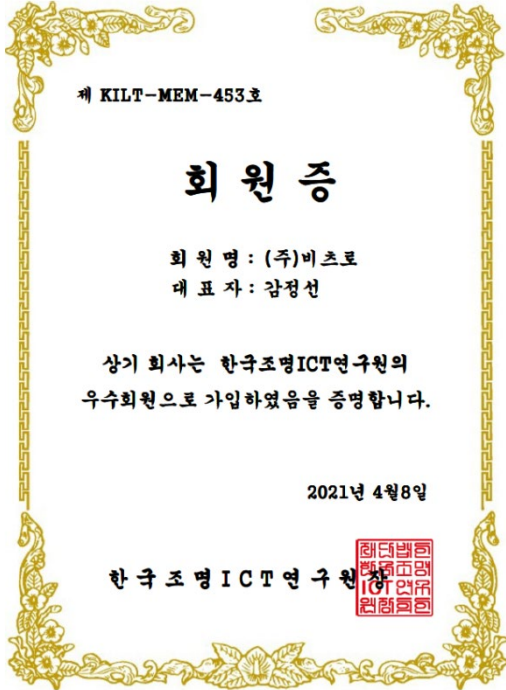 제 KILT-MEM-453호
회 원 증
회 원 명 : (주)비츠로
대 표 자 : 감정선
상기 회사는 한국조명ICT연구원의
우수회원으로 가입하였음을 증명합니다.
2021년 4월8일
한 국 조 명 I C T 연 구 원 장